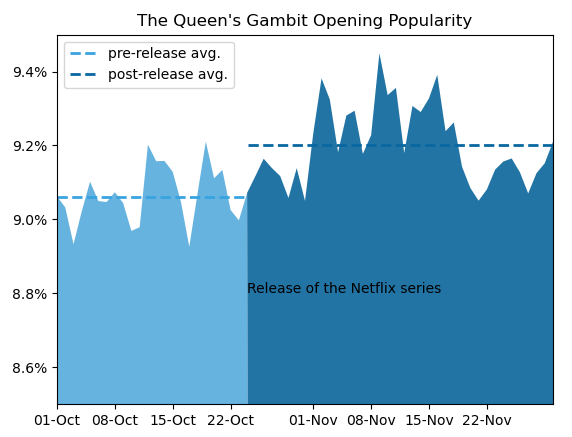 The Queen's Gambit Opening Popularity
pre-release avg.
post-release avg.
9.4%
9.2%
9.0%
8.8%
8.6%
Release of the Netflix series
01-Oct 08-Oct 15-Oct 22-Oct 01-Nov 08-Nov 15-Nov 22-Nov